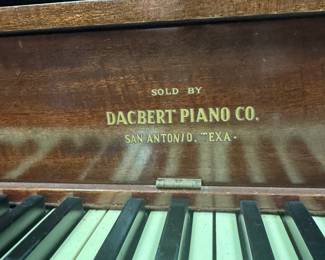 SOLD BY
DACBERT PIANO CO.
SAN ANTONIO, TEXA